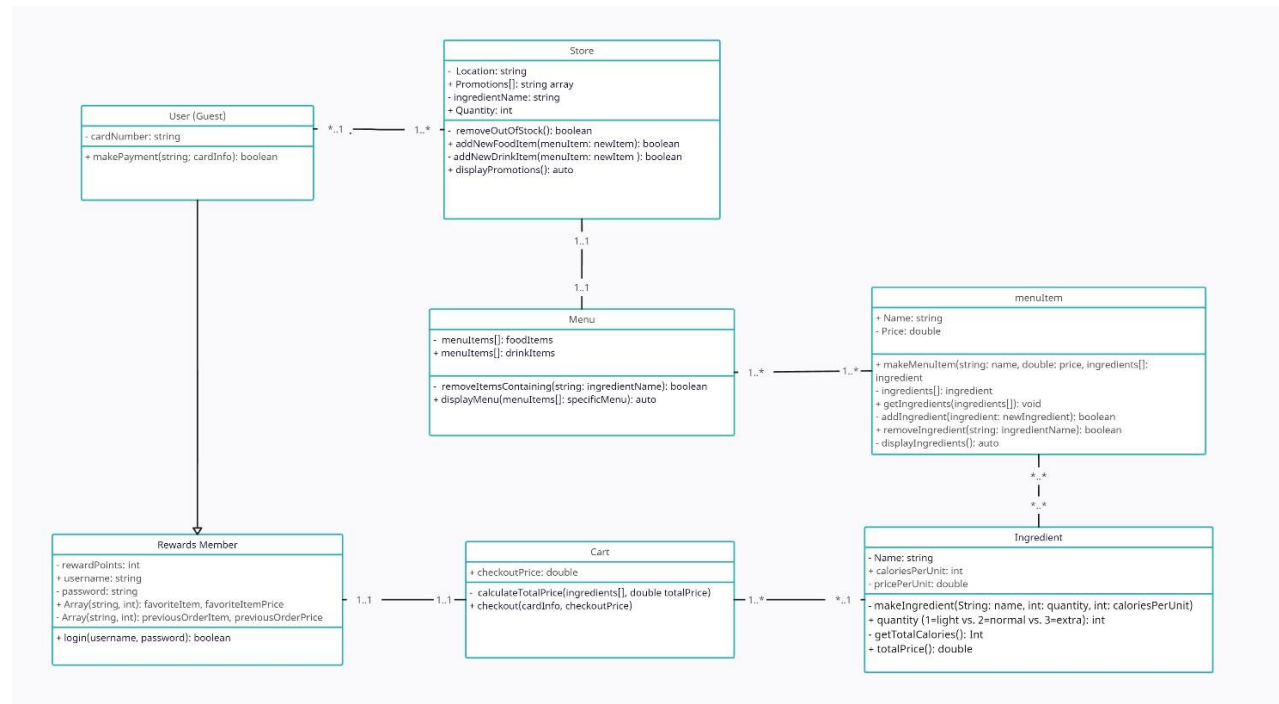 Store
- Location: string
+ Promotions[]: string array
- ingredientName: string
+ Quantity: int
- removeOutOfStock(): boolean
+ addNewFoodItem(menuItem: newItem): boolean
- addNewDrinkItem(menuItem: newItem ): boolean
+ displayPromotions(): auto
User (Guest)
- cardNumber: string
+ makePayment(string; cardInfo): boolean
*..1
1..*
1..1
1..1
Menu
- menuItems[]: foodItems
+ menuItems[]: drinkItems
- removeItemsContaining(string: ingredientName): boolean
+ displayMenu(menuItems[]: specificMenu): auto
1..*
1..*
menuItem
+ Name: string
- Price: double
+ makeMenuItem(string: name, double: price, ingredients[]:
ingredient
- ingredients[]: ingredient
+ getIngredients(ingredients[]): void
- addIngredient(ingredient: newIngredient): boolean
+ removeIngredient(string: ingredientName): boolean
- displayIngredients(): auto
*..*
*..*
Rewards Member
- rewardPoints: int
+ username: string
- password: string
+ Array(string, int): favoriteItem, favoriteItemPrice
- Array(string, int): previousOrderItem, previousOrderPrice
+ login(username, password): boolean
1..1
1..1
Cart
+ checkoutPrice: double
- calculateTotalPrice(ingredients[], double totalPrice)
+ checkout(cardInfo, checkoutPrice)
1..*
*..1
Ingredient
- Name: string
+ caloriesPerUnit: int
- pricePerUnit: double
- makeIngredient(String: name, int: quantity, int: caloriesPerUnit)
+ quantity (1=light vs. 2=normal vs. 3=extra): int
- getTotalCalories(): Int
+ totalPrice(): double